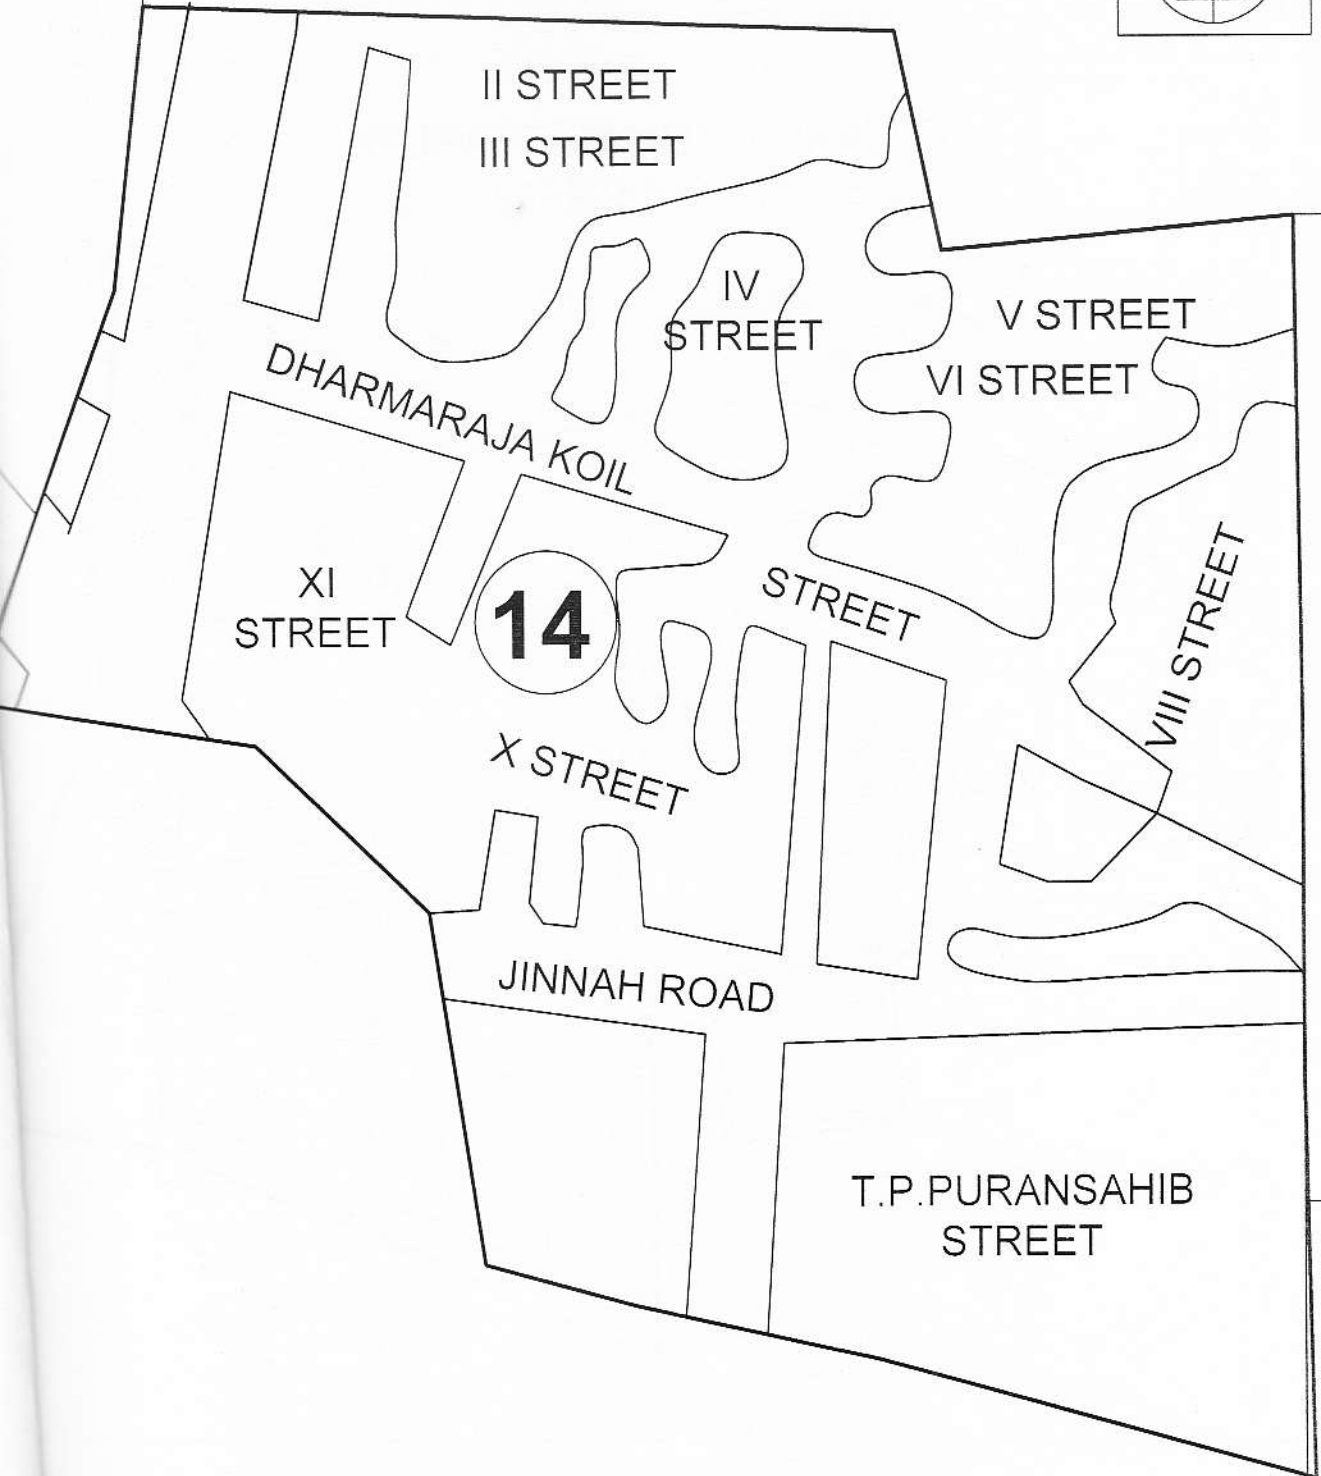 II STREET
III STREET
IV
STREET
V STREET
VI STREET
DHARMARAJA KOIL
STREET
XI
STREET
14
VIII STREET
X STREET
JINNAH ROAD
T.P.PURANSAHIB
STREET